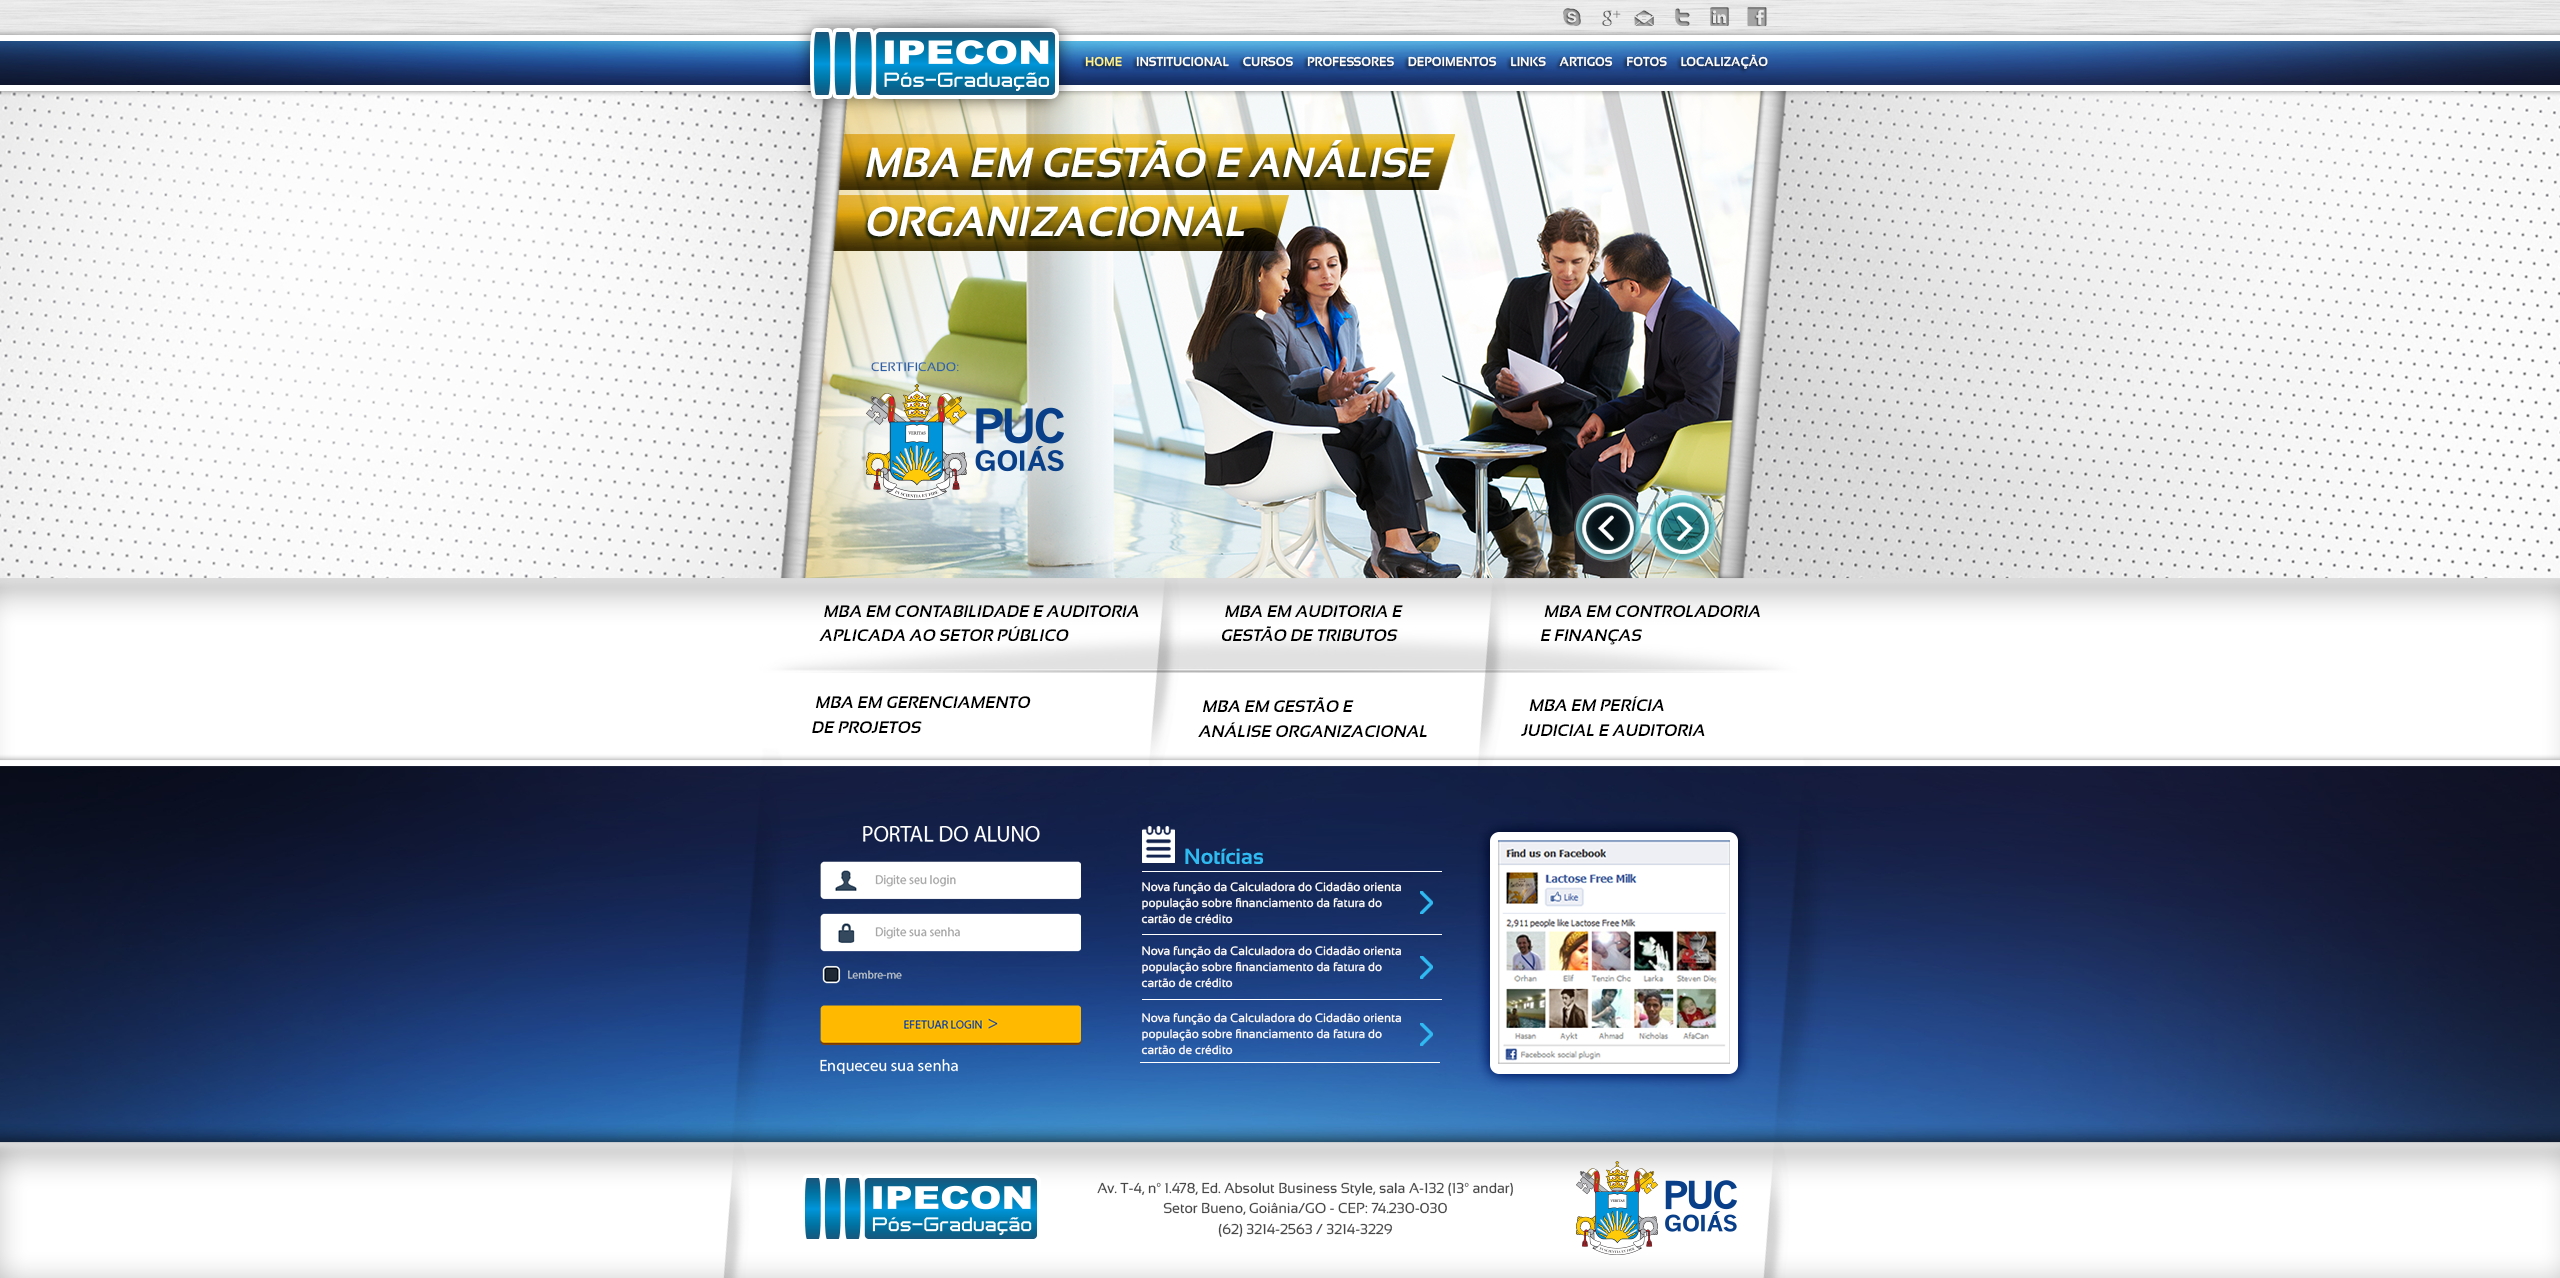 IPECON
Pós-Graduação
HOME INSTITUCIONAL CURSOS PROFESSORES DEPOIMENTOS LINKS ARTIGOS FOTOS LOCALIZAÇÃO
MBA EM GESTÃO E ANÁLISE
ORGANIZACIONAL
CERTIFICADO:
VERITAS
PUC
GOIÁS
MBA EM CONTABILIDADE E AUDITORIA
APLICADA AO SETOR PÚBLICO
MBA EM AUDITORIA E
GESTÃO DE TRIBUTOS
MBA EM CONTROLADORIA
E FINANÇAS
MBA EM GERENCIAMENTO
DE PROJETOS
MBA EM GESTÃO E
ANÁLISE ORGANIZACIONAL
MBA EM PERÍCIA
JUDICIAL E AUDITORIA
PORTAL DO ALUNO
Digite seu login
Digite sua senha
Lembre-me
EFETUAR LOGIN >
Enqueceu sua senha
Notícias
Nova função da Calculadora do Cidadão orienta
população sobre financiamento da fatura do
cartão de crédito
Nova função da Calculadora do Cidadão orienta
população sobre financiamento da fatura do
cartão de crédito
Nova função da Calculadora do Cidadão orienta
população sobre financiamento da fatura do
cartão de crédito
Find us on Facebook
Lactose Free Milk
Like
2,911 people like Lactose Free Milk
Orhan Elif Tenzin Cho Larka Steven Die
Hasan Aykt Ahmad Nicholas AfaCan
Facebook social plugin
IPECON
Pós-Graduação
Av. T-4, nº 1.478, Ed. Absolut Business Style, sala A-132 (13º andar)
Setor Bueno, Goiânia/GO - CEP: 74.230-030
(62) 3214-2563 / 3214-3229
PUC
GOIÁS